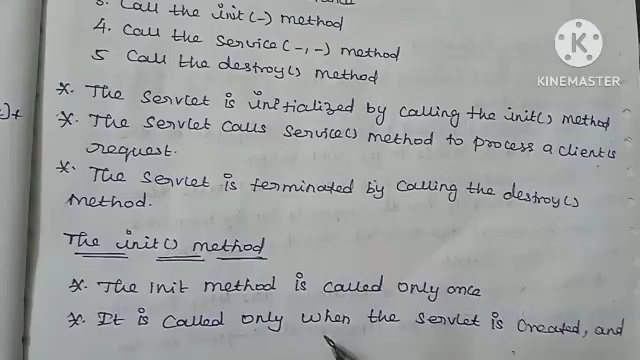 3. Call the init(-) method
4. Call the Service(-,-) method
5 Call the destroy() method
KINEMASTER
*. The Servlet is initialized by calling the init() method
*. The Servlet calls Service() method to process a client's
request.
*. The Servlet is terminated by calling the destroy()
method.
The init() method
*. The init method is called only once
*. It is called only when the servlet is created, and